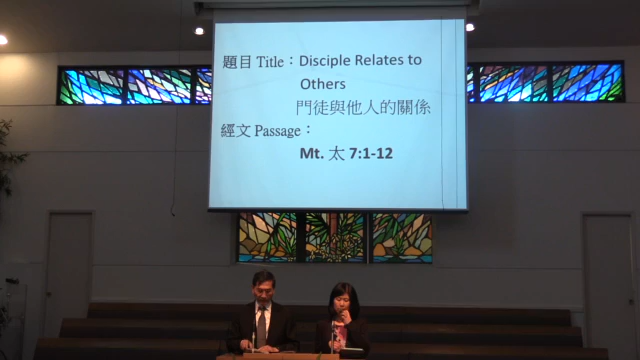 題目 Title：Disciple Relates to
Others
門徒與他人的關係
經文 Passage：
Mt. 太 7:1-12